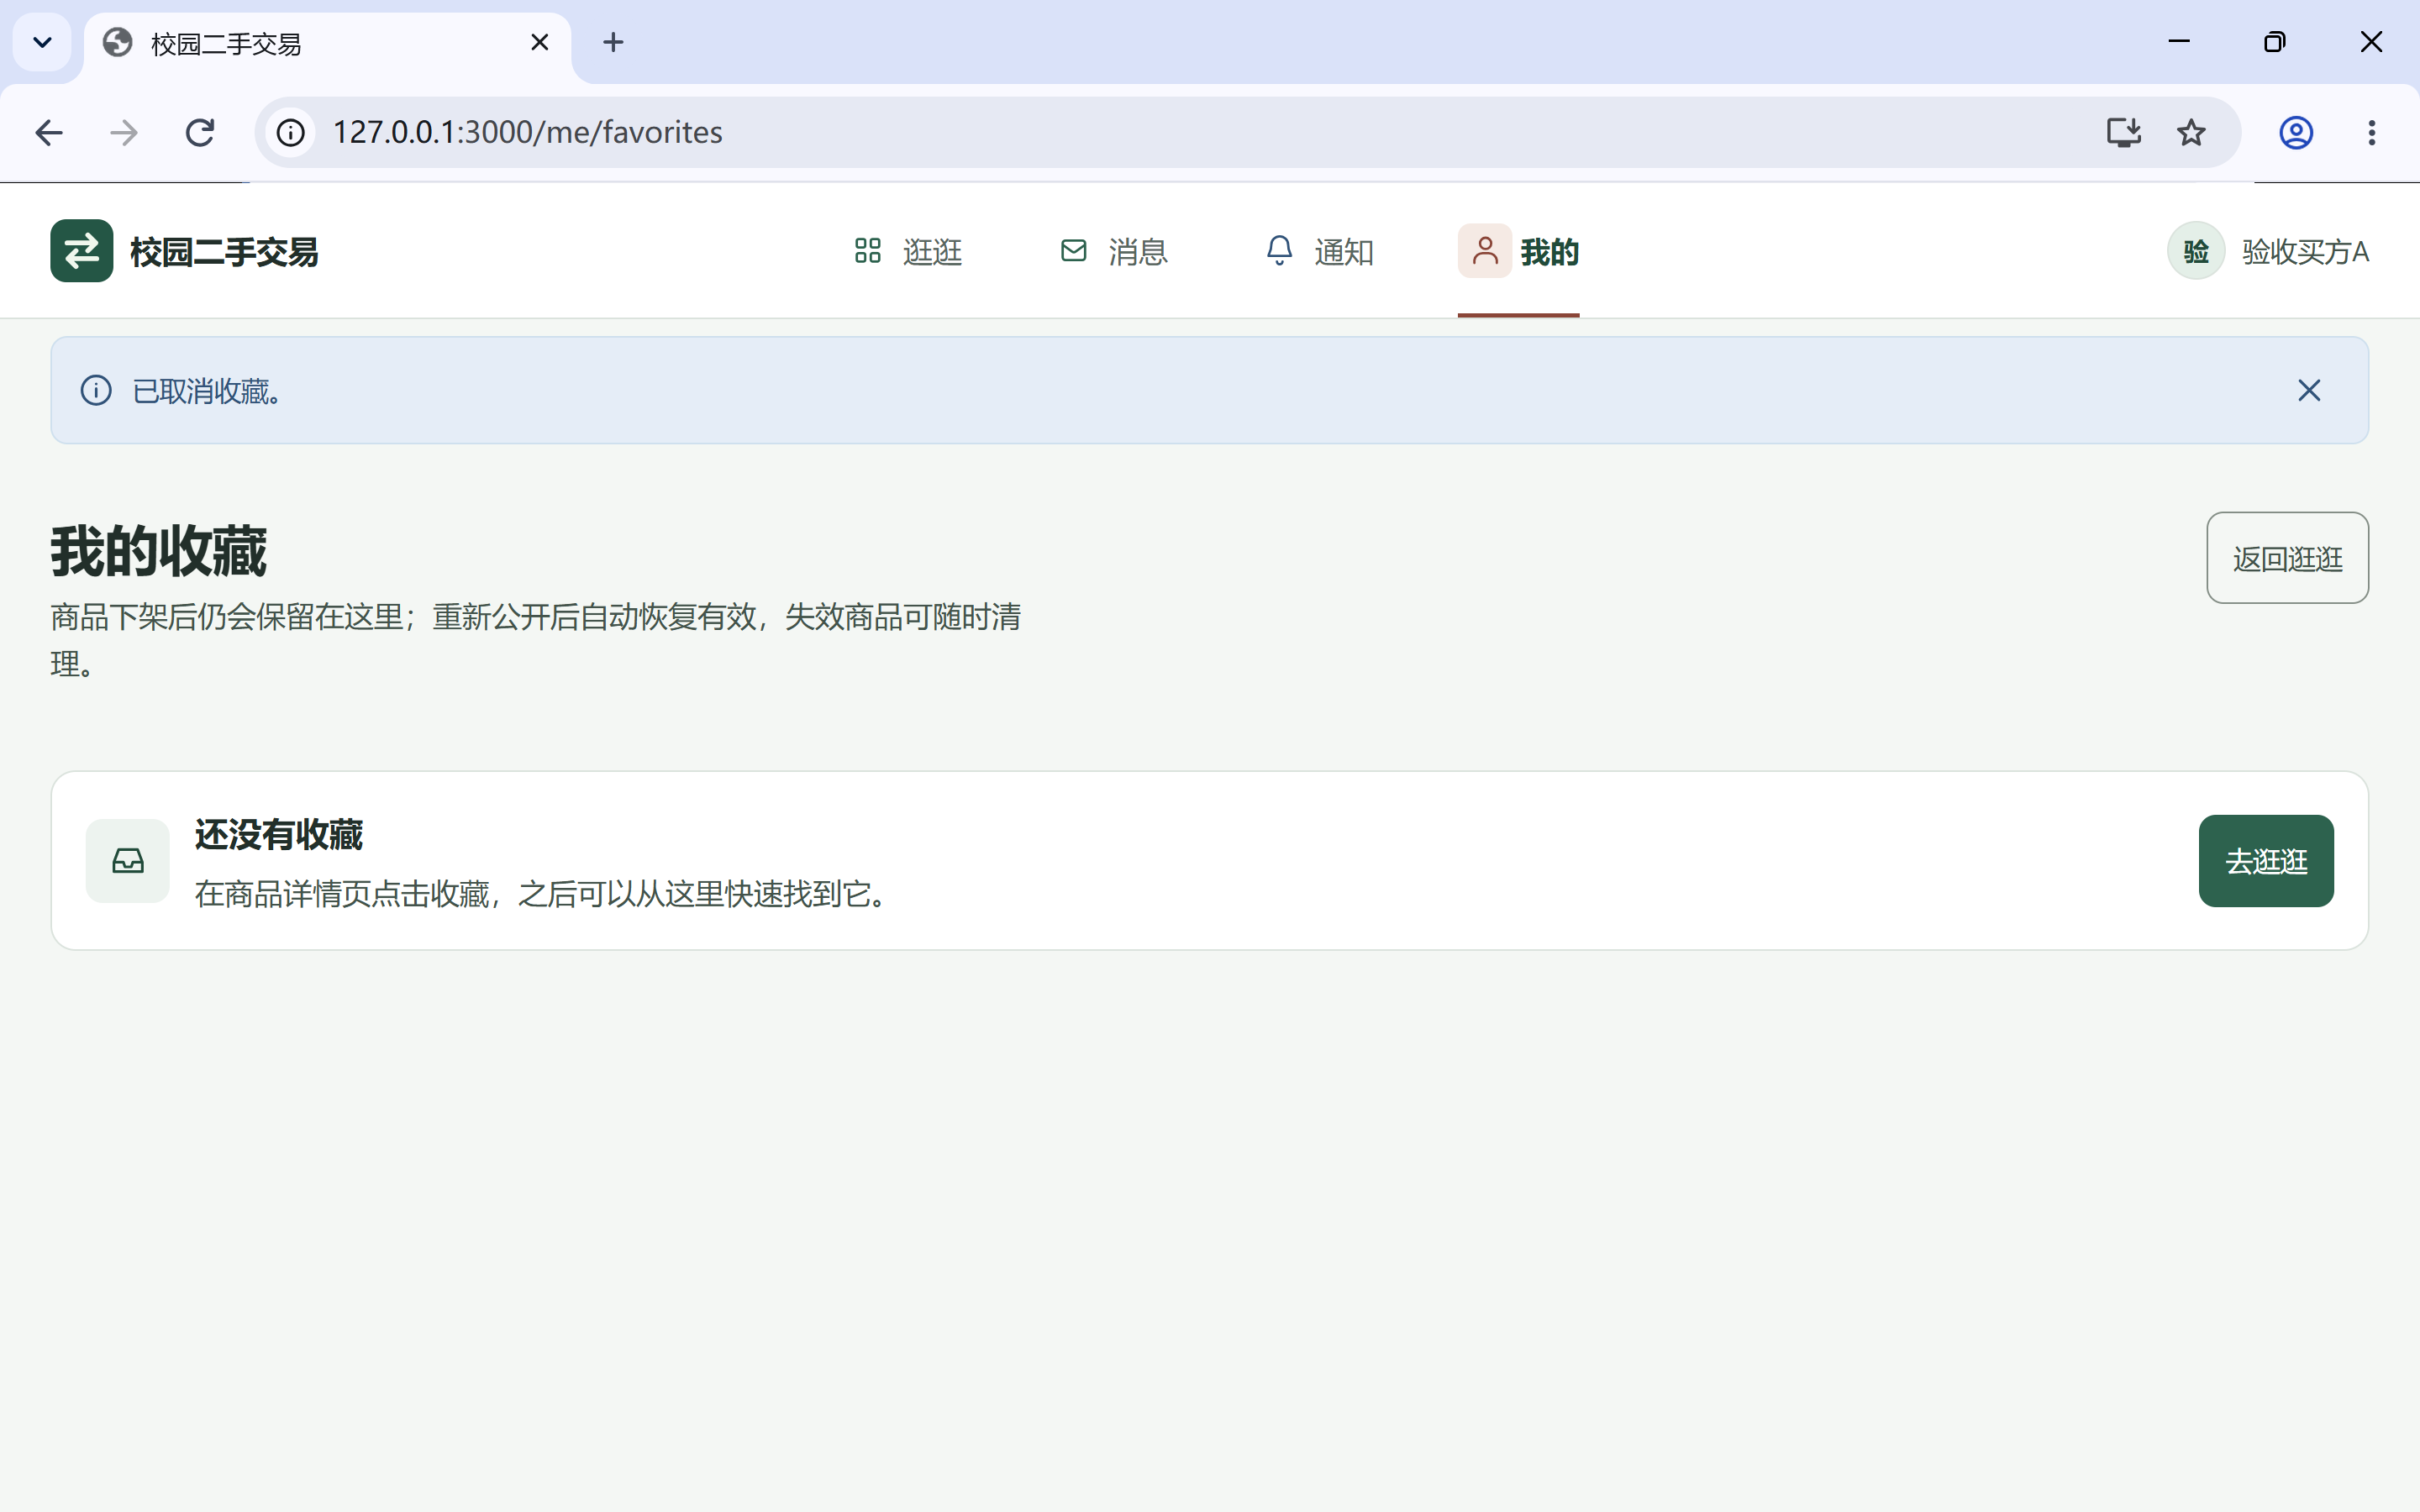 校园二手交易
127.0.0.1:3000/me/favorites
校园二手交易
逛逛
消息
通知
我的
验
验收买方A
已取消收藏。
我的收藏
返回逛逛
商品下架后仍会保留在这里；重新公开后自动恢复有效，失效商品可随时清
理。
还没有收藏
在商品详情页点击收藏，之后可以从这里快速找到它。
去逛逛